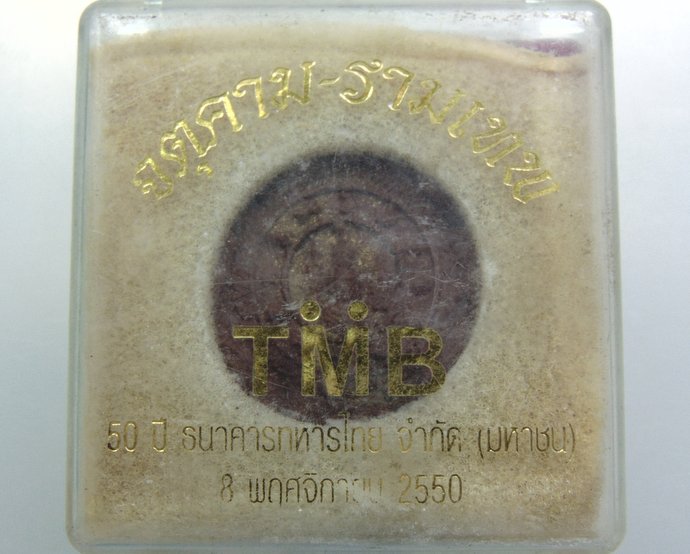 จตุคาม-รามเทพ
TMB
50 ปี ธนาคารทหารไทย จำกัด (มหาชน)
8 พฤศจิกายน 2550